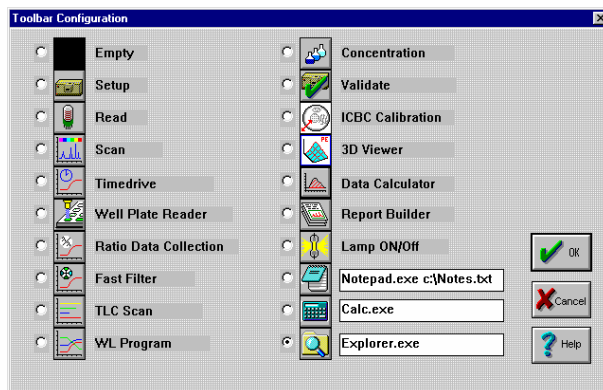 Toolbar Configuration
Empty
Setup
Read
Scan
Timedrive
Well Plate Reader
Ratio Data Collection
Fast Filter
TLC Scan
WL Program
Concentration
Validate
ICBC Calibration
PE
3D Viewer
Data Calculator
Report Builder
Lamp ON/Off
Notepad.exe c:\Notes.txt
Calc.exe
Explorer.exe
OK
Cancel
Help